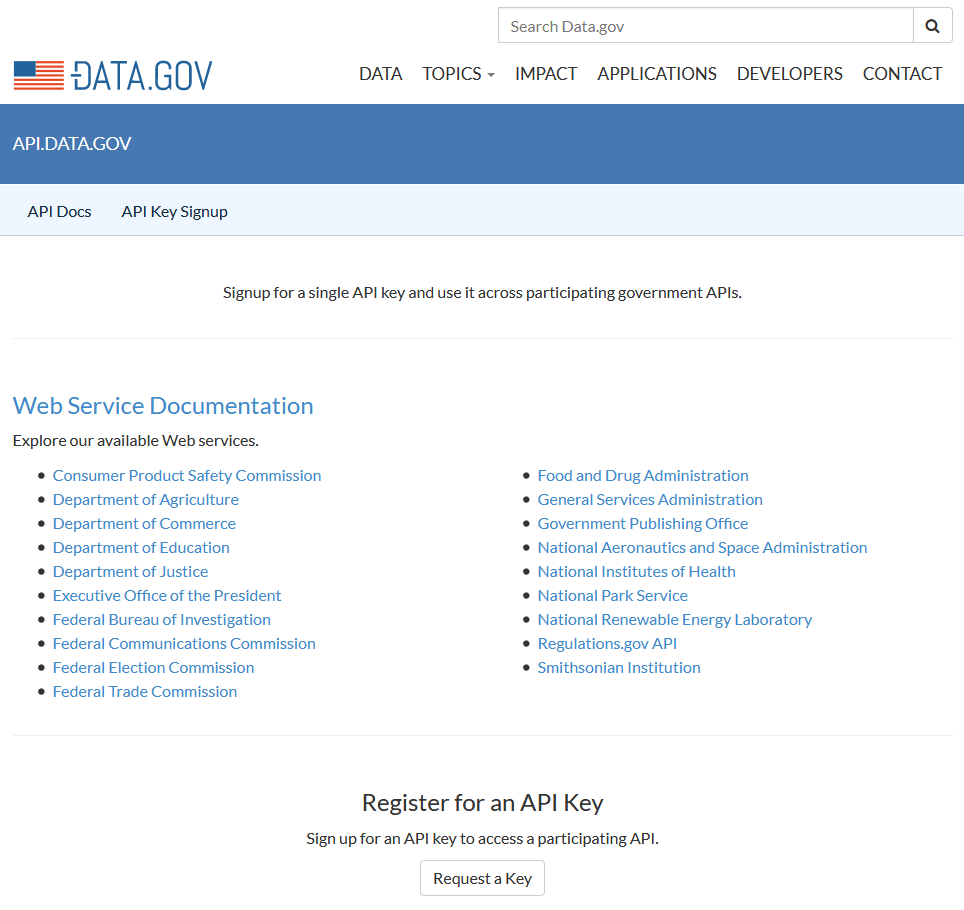 Search Data.gov
DATA.GOV
DATA TOPICS IMPACT APPLICATIONS DEVELOPERS CONTACT
API.DATA.GOV
API Docs API Key Signup
Signup for a single API key and use it across participating government APIs.
Web Service Documentation
Explore our available Web services.
Consumer Product Safety Commission
Department of Agriculture
Department of Commerce
Department of Education
Department of Justice
Executive Office of the President
Federal Bureau of Investigation
Federal Communications Commission
Federal Election Commission
Federal Trade Commission
Food and Drug Administration
General Services Administration
Government Publishing Office
National Aeronautics and Space Administration
National Institutes of Health
National Park Service
National Renewable Energy Laboratory
Regulations.gov API
Smithsonian Institution
Register for an API Key
Sign up for an API key to access a participating API.
Request a Key